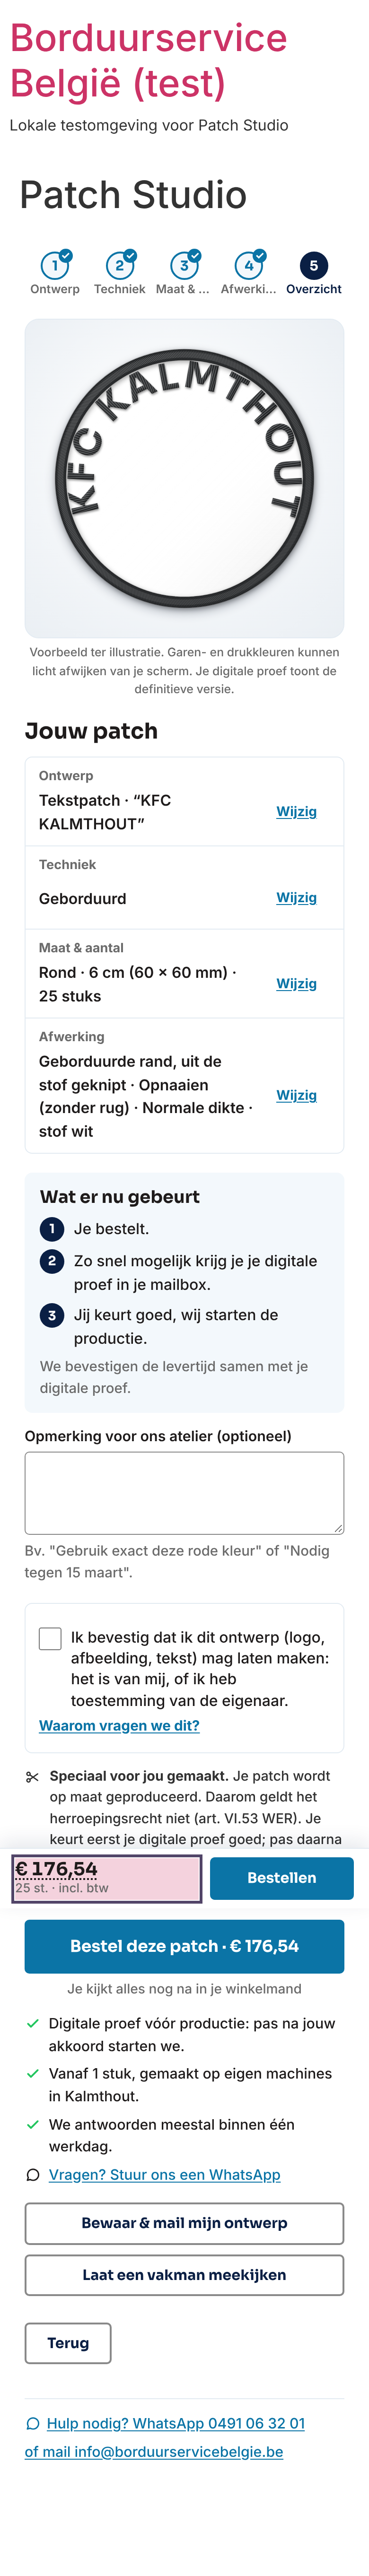 Borduurservice
België (test)
Lokale testomgeving voor Patch Studio
Patch Studio
1 2 3 4 5
Ontwerp Techniek Maat & ... Afwerki... Overzicht
KFC KALMTHOUT
Voorbeeld ter illustratie. Garen- en drukkleuren kunnen
licht afwijken van je scherm. Je digitale proef toont de
definitieve versie.
Jouw patch
Ontwerp
Tekstpatch · “KFC
KALMTHOUT”
Wijzig
Techniek
Geborduurd
Wijzig
Maat & aantal
Rond · 6 cm (60 × 60 mm) ·
25 stuks
Wijzig
Afwerking
Geborduurde rand, uit de
stof geknipt · Opnaaien
(zonder rug) · Normale dikte ·
stof wit
Wijzig
Wat er nu gebeurt
1 Je bestelt.
2 Zo snel mogelijk krijg je je digitale
proef in je mailbox.
3 Jij keurt goed, wij starten de
productie.
We bevestigen de levertijd samen met je
digitale proef.
Opmerking voor ons atelier (optioneel)
Bv. "Gebruik exact deze rode kleur" of "Nodig
tegen 15 maart".
Ik bevestig dat ik dit ontwerp (logo,
afbeelding, tekst) mag laten maken:
het is van mij, of ik heb
toestemming van de eigenaar.
Waarom vragen we dit?
Speciaal voor jou gemaakt. Je patch wordt
op maat geproduceerd. Daarom geldt het
herroepingsrecht niet (art. VI.53 WER). Je
keurt eerst je digitale proef goed; pas daarna
€ 176,54
25 st. · incl. btw
Bestellen
Bestel deze patch · € 176,54
Je kijkt alles nog na in je winkelmand
Digitale proef vóór productie: pas na jouw
akkoord starten we.
Vanaf 1 stuk, gemaakt op eigen machines
in Kalmthout.
We antwoorden meestal binnen één
werkdag.
Vragen? Stuur ons een WhatsApp
Bewaar & mail mijn ontwerp
Laat een vakman meekijken
Terug
Hulp nodig? WhatsApp 0491 06 32 01
of mail info@borduurservicebelgie.be